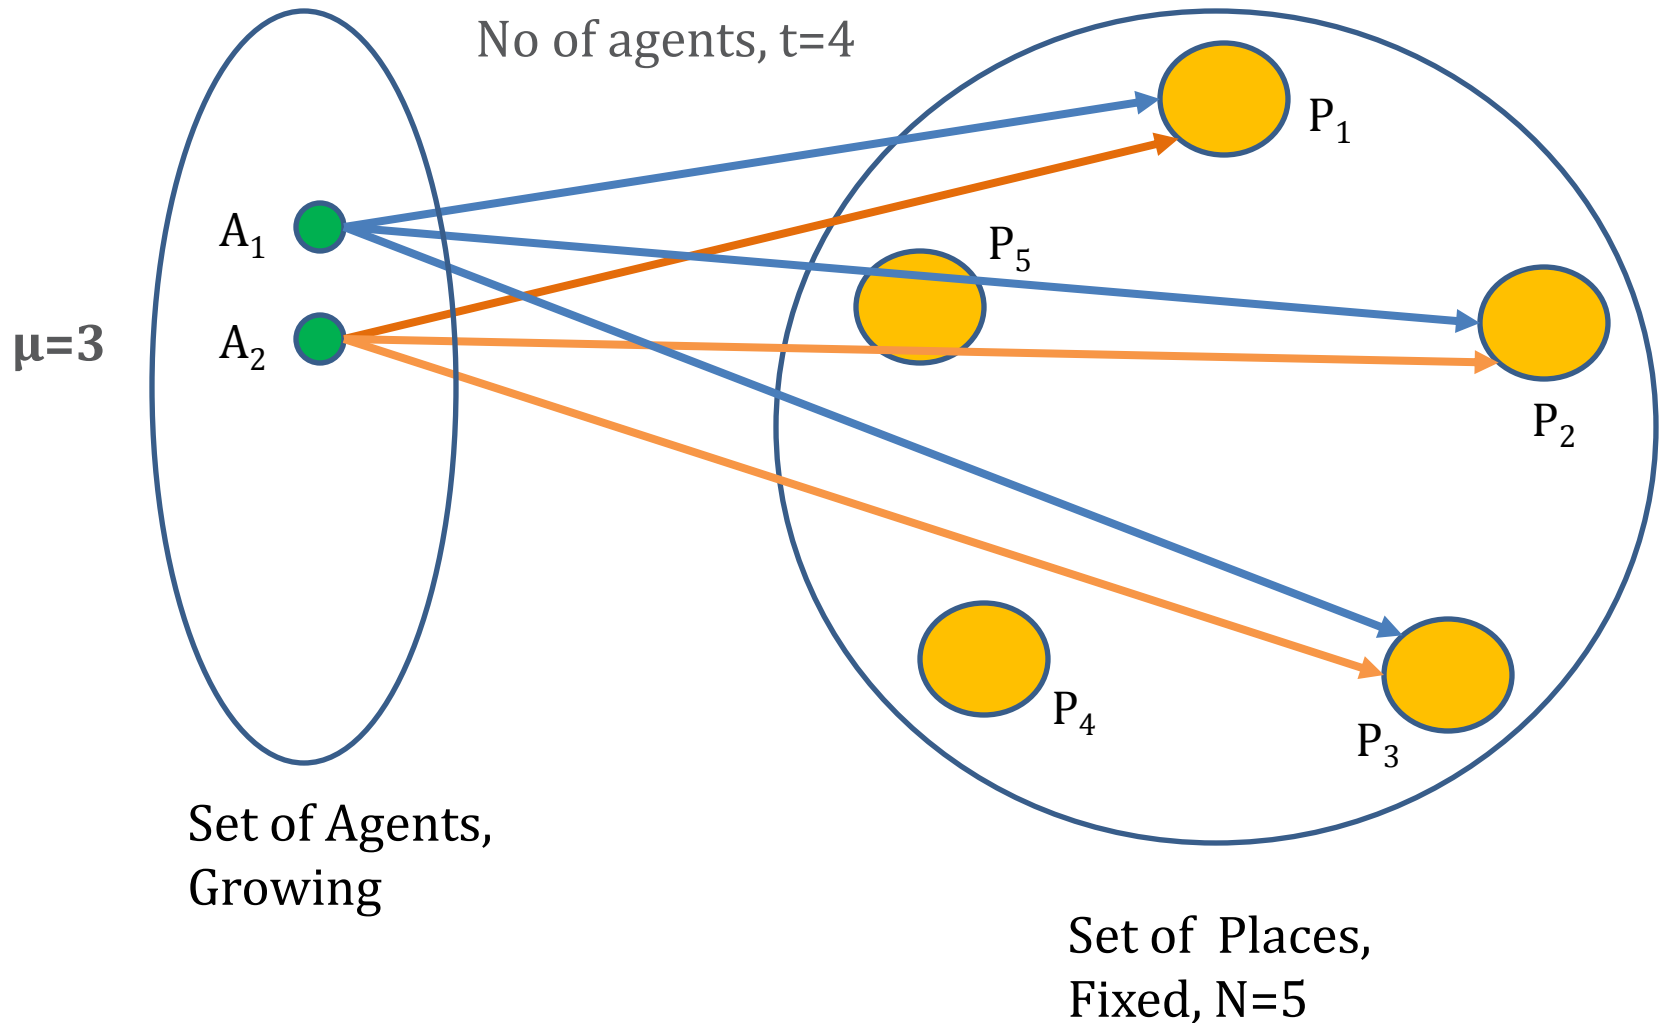 No of agents, t=4
P1
A1
P5
A2
μ=3
P2
P4
P3
Set of Agents,
Growing
Set of  Places,
Fixed, N=5